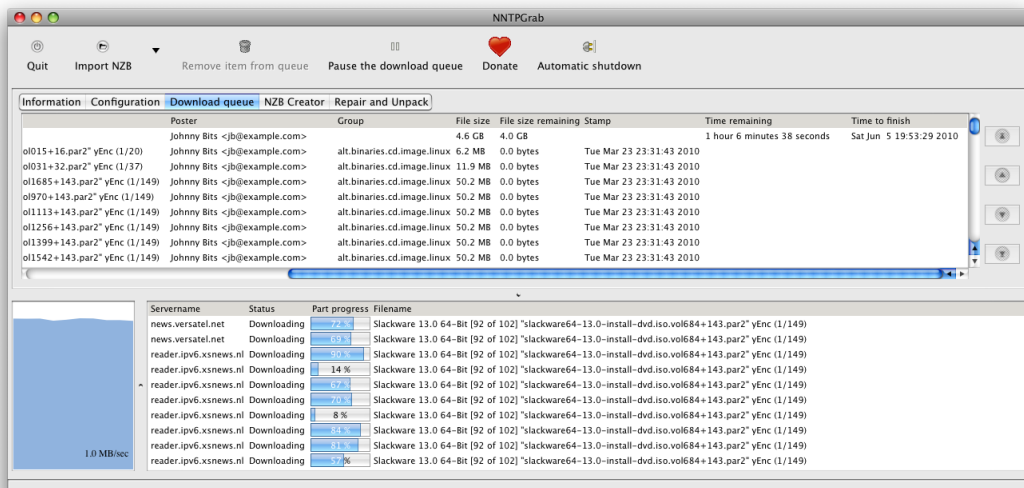 NNTPGrab
Quit Import NZB Remove item from queue Pause the download queue Donate Automatic shutdown
Information Configuration Download queue NZB Creator Repair and Unpack
Poster Group File size File size remaining Stamp Time remaining Time to finish
Johnny Bits <jb@example.com> 4.6 GB 4.0 GB 1 hour 6 minutes 38 seconds Sat Jun 5 19:53:29 2010
ol015+16.par2" yEnc (1/20) Johnny Bits <jb@example.com> alt.binaries.cd.image.linux 6.2 MB 0.0 bytes Tue Mar 23 23:31:43 2010
ol031+32.par2" yEnc (1/37) Johnny Bits <jb@example.com> alt.binaries.cd.image.linux 11.9 MB 0.0 bytes Tue Mar 23 23:31:43 2010
ol1685+143.par2" yEnc (1/149) Johnny Bits <jb@example.com> alt.binaries.cd.image.linux 50.2 MB 0.0 bytes Tue Mar 23 23:31:43 2010
ol970+143.par2" yEnc (1/149) Johnny Bits <jb@example.com> alt.binaries.cd.image.linux 50.2 MB 0.0 bytes Tue Mar 23 23:31:43 2010
ol1113+143.par2" yEnc (1/149) Johnny Bits <jb@example.com> alt.binaries.cd.image.linux 50.2 MB 0.0 bytes Tue Mar 23 23:31:43 2010
ol1256+143.par2" yEnc (1/149) Johnny Bits <jb@example.com> alt.binaries.cd.image.linux 50.2 MB 0.0 bytes Tue Mar 23 23:31:43 2010
ol1399+143.par2" yEnc (1/149) Johnny Bits <jb@example.com> alt.binaries.cd.image.linux 50.2 MB 0.0 bytes Tue Mar 23 23:31:43 2010
ol1542+143.par2" yEnc (1/149) Johnny Bits <jb@example.com> alt.binaries.cd.image.linux 50.2 MB 0.0 bytes Tue Mar 23 23:31:43 2010
Servername Status Part progress Filename
news.versatel.net Downloading 72 % Slackware 13.0 64-Bit [92 of 102] "slackware64-13.0-install-dvd.iso.vol684+143.par2" yEnc (1/149)
news.versatel.net Downloading 69 % Slackware 13.0 64-Bit [92 of 102] "slackware64-13.0-install-dvd.iso.vol684+143.par2" yEnc (1/149)
reader.ipv6.xsnews.nl Downloading 90 % Slackware 13.0 64-Bit [92 of 102] "slackware64-13.0-install-dvd.iso.vol684+143.par2" yEnc (1/149)
reader.ipv6.xsnews.nl Downloading 14 % Slackware 13.0 64-Bit [92 of 102] "slackware64-13.0-install-dvd.iso.vol684+143.par2" yEnc (1/149)
reader.ipv6.xsnews.nl Downloading 67 % Slackware 13.0 64-Bit [92 of 102] "slackware64-13.0-install-dvd.iso.vol684+143.par2" yEnc (1/149)
reader.ipv6.xsnews.nl Downloading 70 % Slackware 13.0 64-Bit [92 of 102] "slackware64-13.0-install-dvd.iso.vol684+143.par2" yEnc (1/149)
reader.ipv6.xsnews.nl Downloading 8 % Slackware 13.0 64-Bit [92 of 102] "slackware64-13.0-install-dvd.iso.vol684+143.par2" yEnc (1/149)
reader.ipv6.xsnews.nl Downloading 84 % Slackware 13.0 64-Bit [92 of 102] "slackware64-13.0-install-dvd.iso.vol684+143.par2" yEnc (1/149)
reader.ipv6.xsnews.nl Downloading 81 % Slackware 13.0 64-Bit [92 of 102] "slackware64-13.0-install-dvd.iso.vol684+143.par2" yEnc (1/149)
reader.ipv6.xsnews.nl Downloading 57 % Slackware 13.0 64-Bit [92 of 102] "slackware64-13.0-install-dvd.iso.vol684+143.par2" yEnc (1/149)
1.0 MB/sec